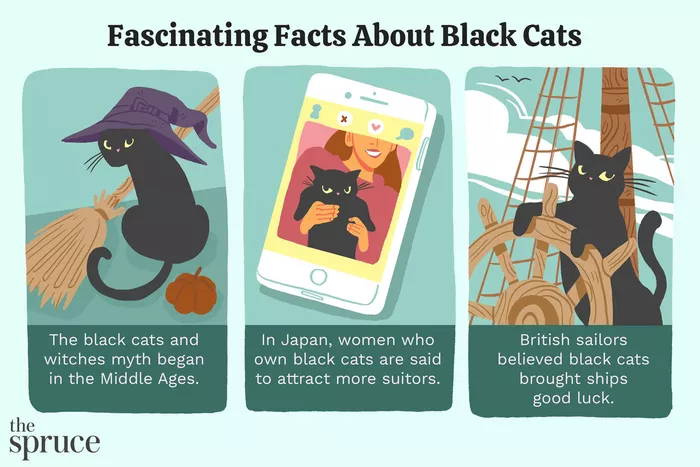 Fascinating Facts About Black Cats
The black cats and
witches myth began
in the Middle Ages.
In Japan, women who
own black cats are said
to attract more suitors.
British sailors
believed black cats
brought ships
good luck.
the
spruce